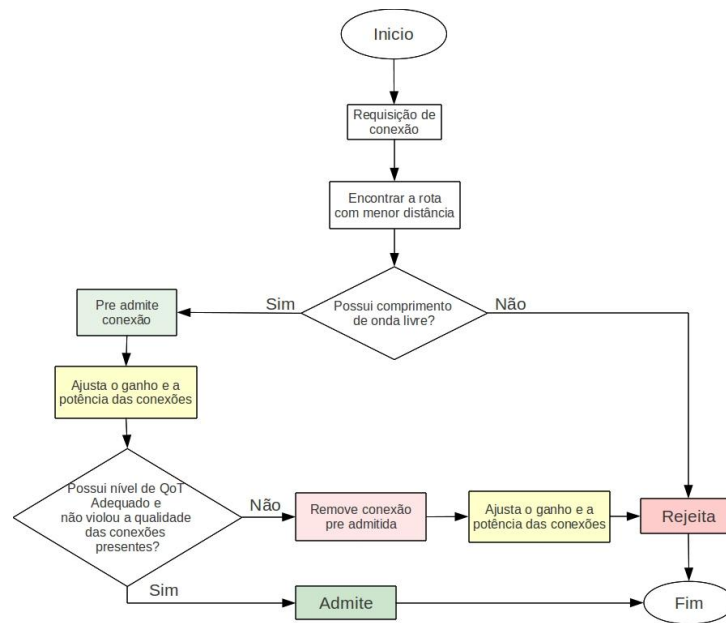 Inicio
Requisição de
conexão
Encontrar a rota
com menor distância
Possui comprimento
de onda livre?
Sim
Não
Pre admite
conexão
Ajusta o ganho e a
potência das conexões
Possui nível de QoT
Adequado e
não violou a qualidade
das conexões
presentes?
Não
Remove conexão
pre admitida
Ajusta o ganho e a
potência das conexões
Rejeita
Sim
Admite
Fim